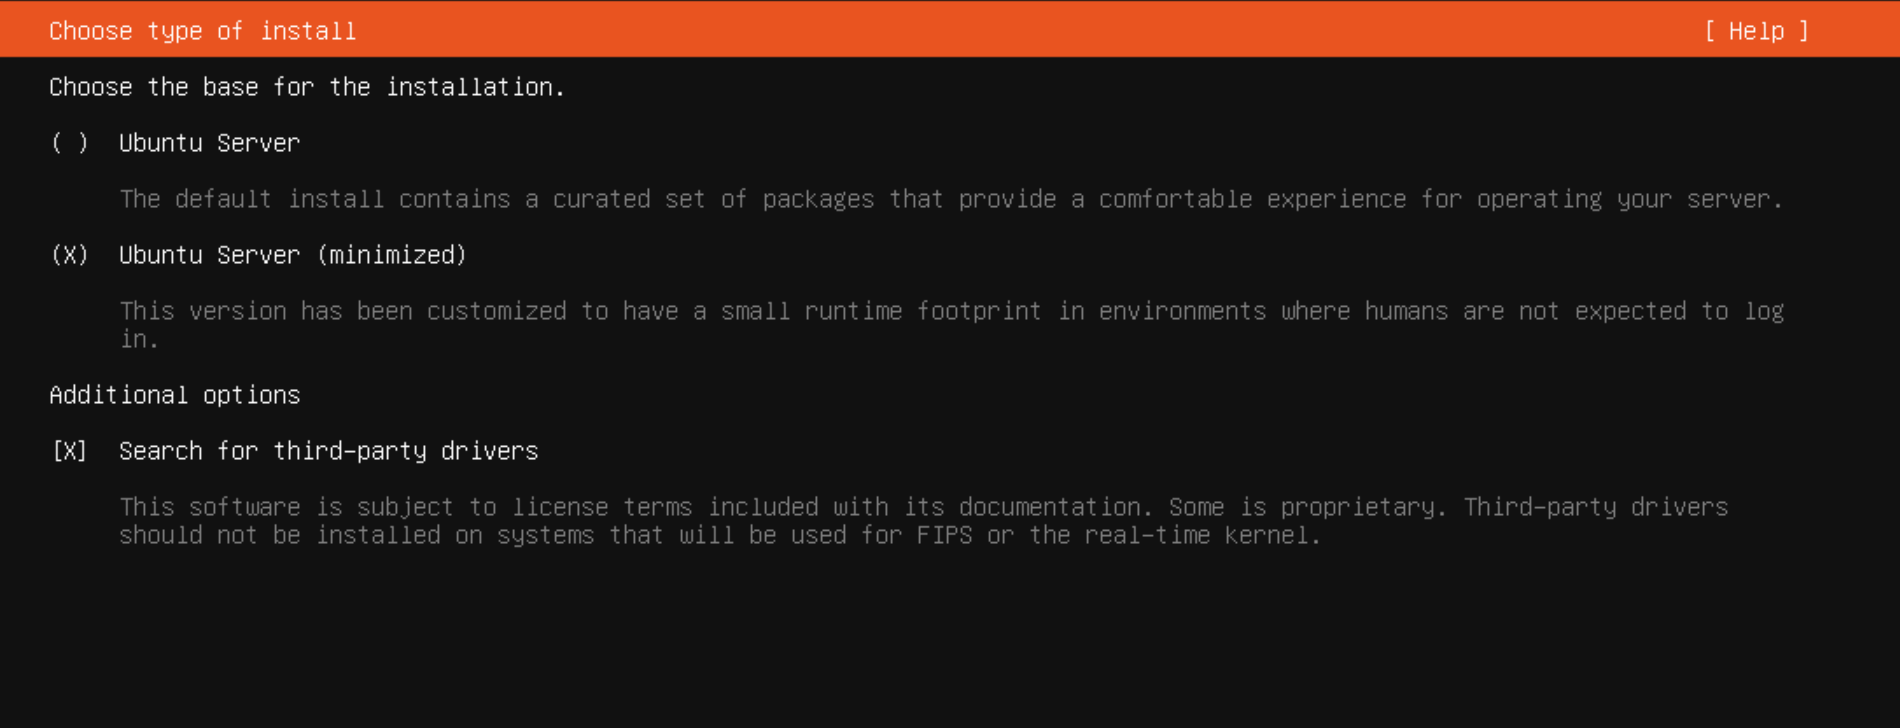 Choose type of install [ Help ]
Choose the base for the installation.
( ) Ubuntu Server
The default install contains a curated set of packages that provide a comfortable experience for operating your server.
(X) Ubuntu Server (minimized)
This version has been customized to have a small runtime footprint in environments where humans are not expected to log
in.
Additional options
[X] Search for third-party drivers
This software is subject to license terms included with its documentation. Some is proprietary. Third-party drivers
should not be installed on systems that will be used for FIPS or the real-time kernel.